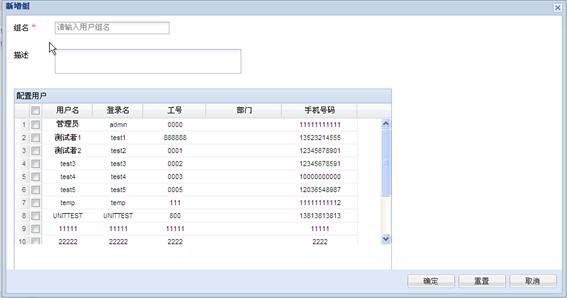 新增组
组名 * 请输入用户组名
描述
配置用户
用户名 登录名 工号 部门 手机号码
1 管理员 admin 0000 11111111111
2 测试者1 test1 888888 13523214555
3 测试者2 test2 0001 12345678901
4 test3 test3 0002 12345678591
5 test4 test4 0003 10000000000
6 test5 test5 0005 12036548987
7 temp temp 111 11111111112
8 UNITTEST UNITTEST 800 13813813813
9 11111 11111 11111 11111
10 22222 22222 2222 2222
确定 重置 取消